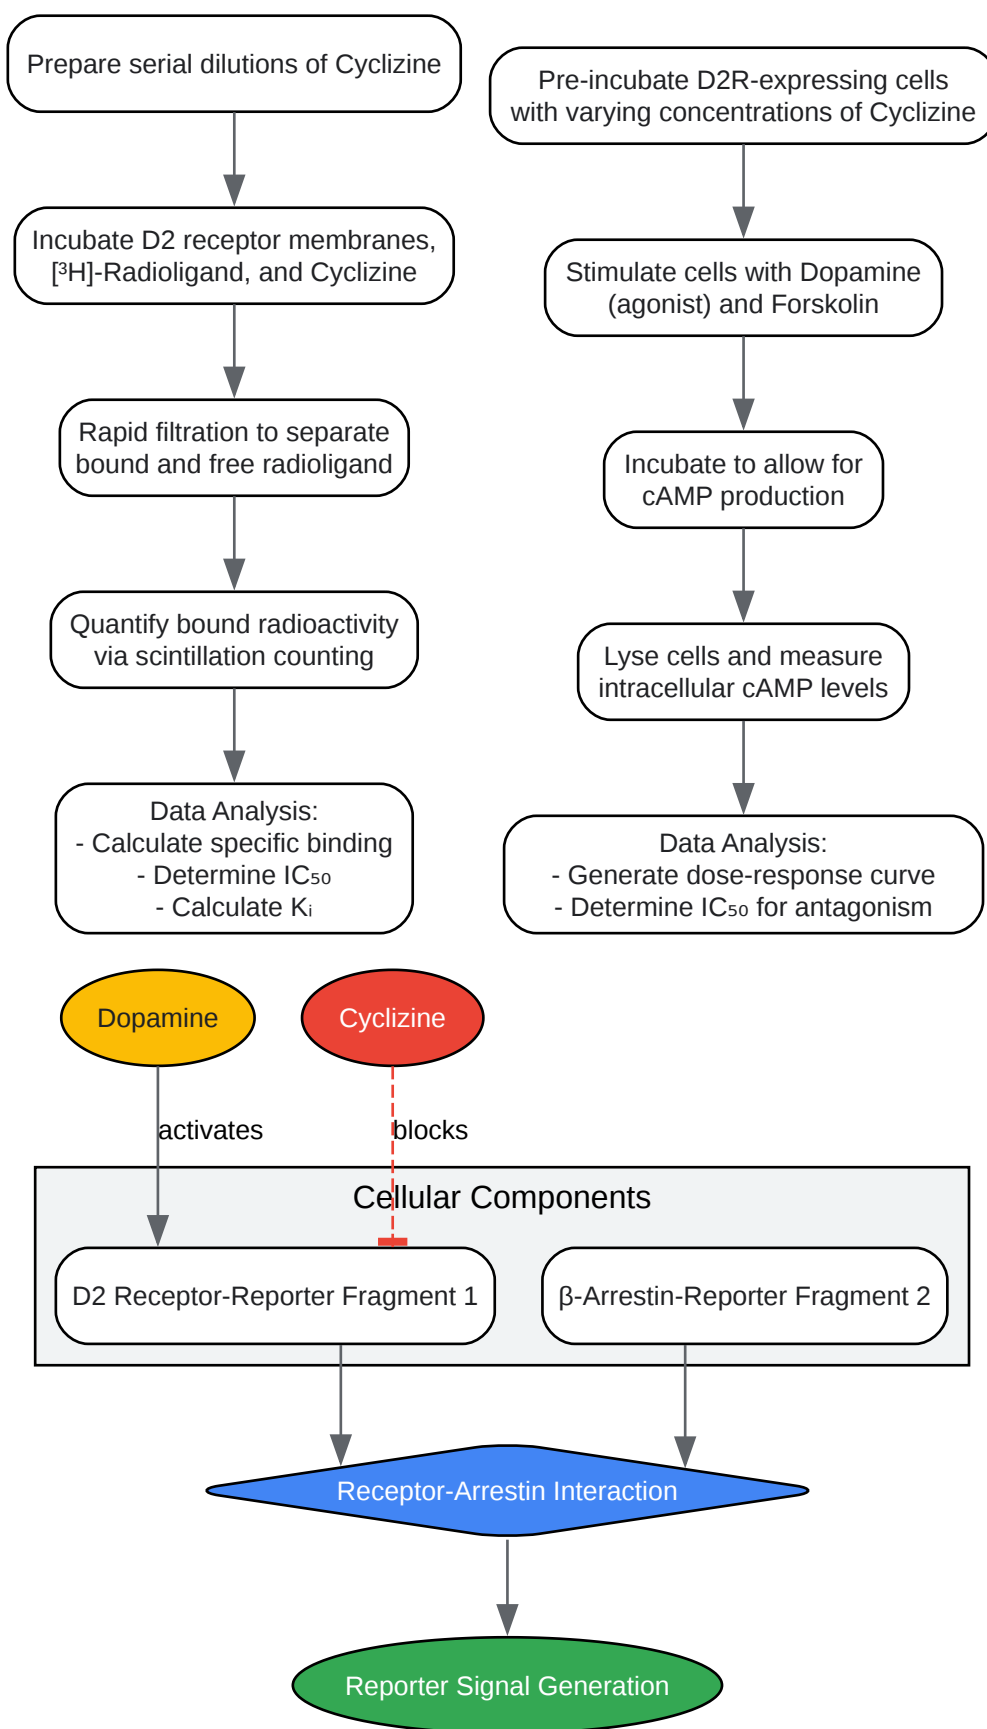 Prepare serial dilutions of Cyclizine
Incubate D2 receptor membranes,
[³H]-Radioligand, and Cyclizine
Rapid filtration to separate
bound and free radioligand
Quantify bound radioactivity
via scintillation counting
Data Analysis:
- Calculate specific binding
- Determine IC₅₀
- Calculate Kᵢ
Pre-incubate D2R-expressing cells
with varying concentrations of Cyclizine
Stimulate cells with Dopamine
(agonist) and Forskolin
Incubate to allow for
cAMP production
Lyse cells and measure
intracellular cAMP levels
Data Analysis:
- Generate dose-response curve
- Determine IC₅₀ for antagonism
Dopamine
Cyclizine
activates
blocks
Cellular Components
D2 Receptor-Reporter Fragment 1
β-Arrestin-Reporter Fragment 2
Receptor-Arrestin Interaction
Reporter Signal Generation